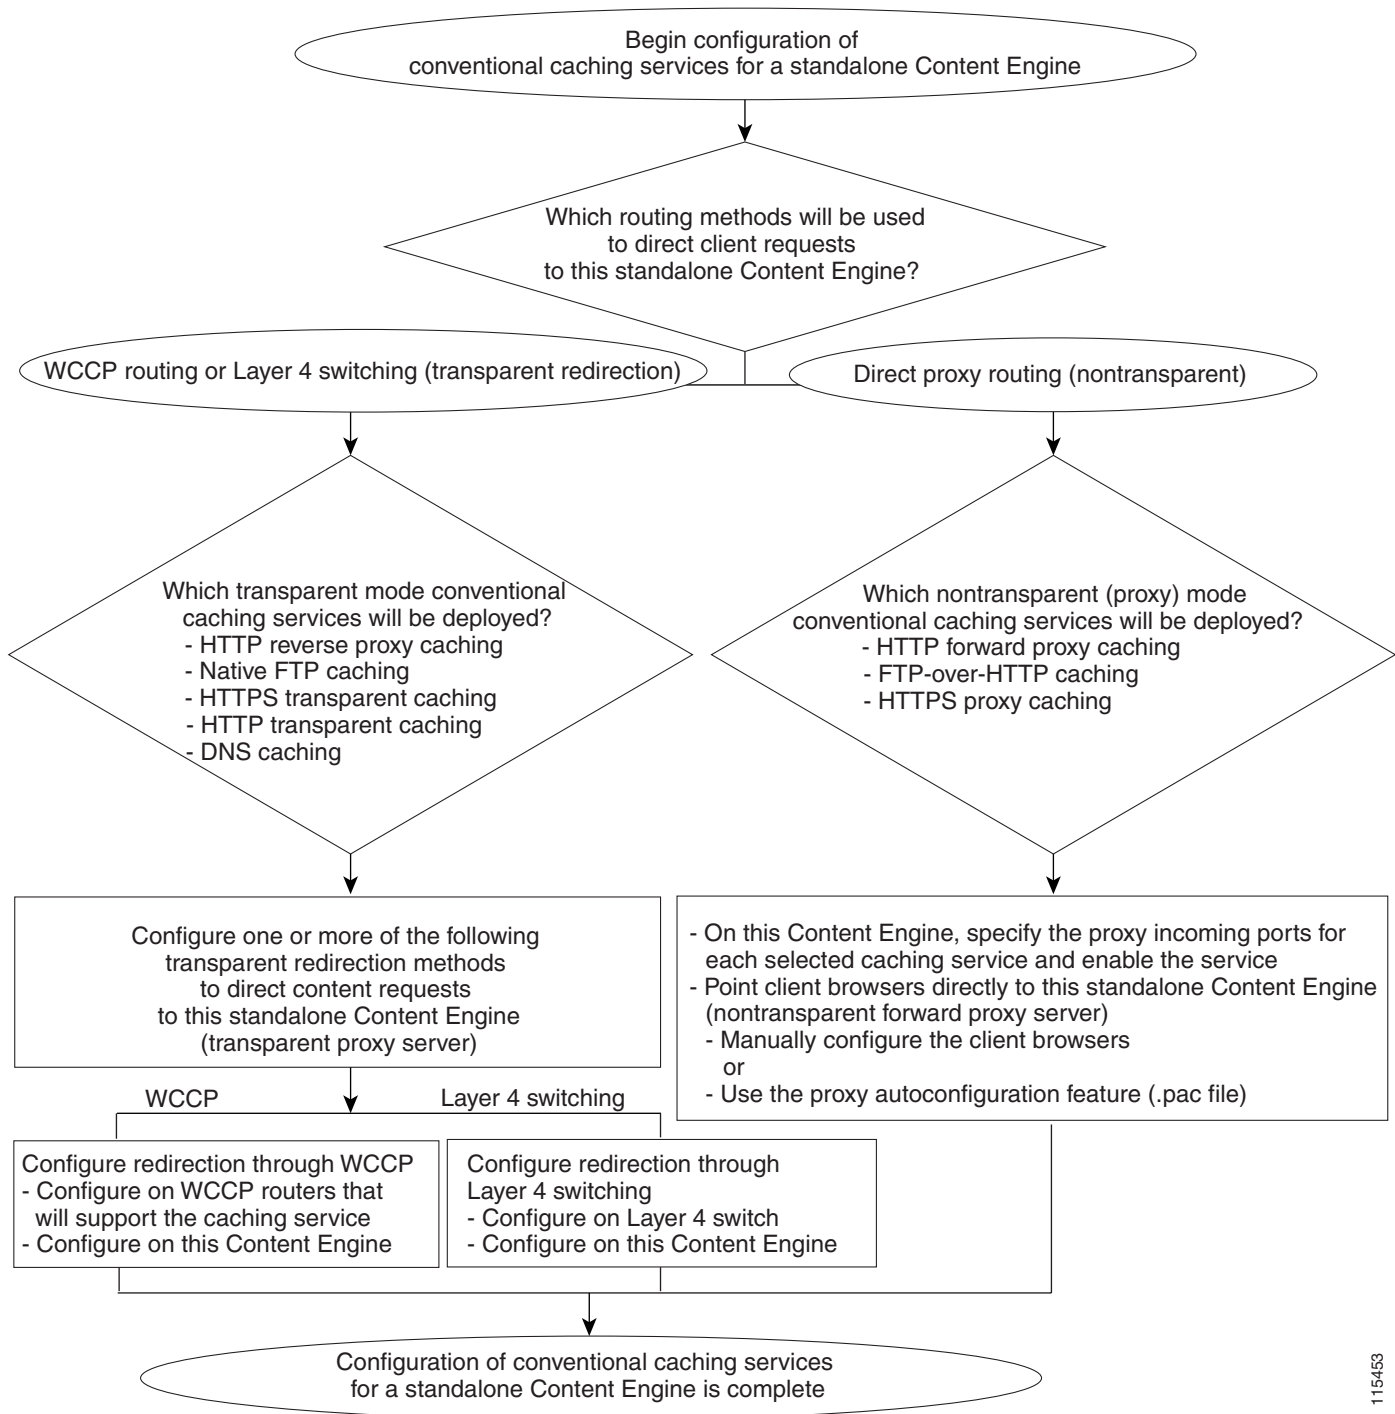 Begin configuration of
conventional caching services for a standalone Content Engine
Which routing methods will be used
to direct client requests
to this standalone Content Engine?
WCCP routing or Layer 4 switching (transparent redirection)
Direct proxy routing (nontransparent)
Which transparent mode conventional
caching services will be deployed?
- HTTP reverse proxy caching
- Native FTP caching
- HTTPS transparent caching
- HTTP transparent caching
- DNS caching
Which nontransparent (proxy) mode
conventional caching services will be deployed?
- HTTP forward proxy caching
- FTP-over-HTTP caching
- HTTPS proxy caching
Configure one or more of the following
transparent redirection methods
to direct content requests
to this standalone Content Engine
(transparent proxy server)
- On this Content Engine, specify the proxy incoming ports for
each selected caching service and enable the service
- Point client browsers directly to this standalone Content Engine
(nontransparent forward proxy server)
- Manually configure the client browsers
or
- Use the proxy autoconfiguration feature (.pac file)
WCCP
Layer 4 switching
Configure redirection through WCCP
- Configure on WCCP routers that
will support the caching service
- Configure on this Content Engine
Configure redirection through
Layer 4 switching
- Configure on Layer 4 switch
- Configure on this Content Engine
Configuration of conventional caching services
for a standalone Content Engine is complete
115453